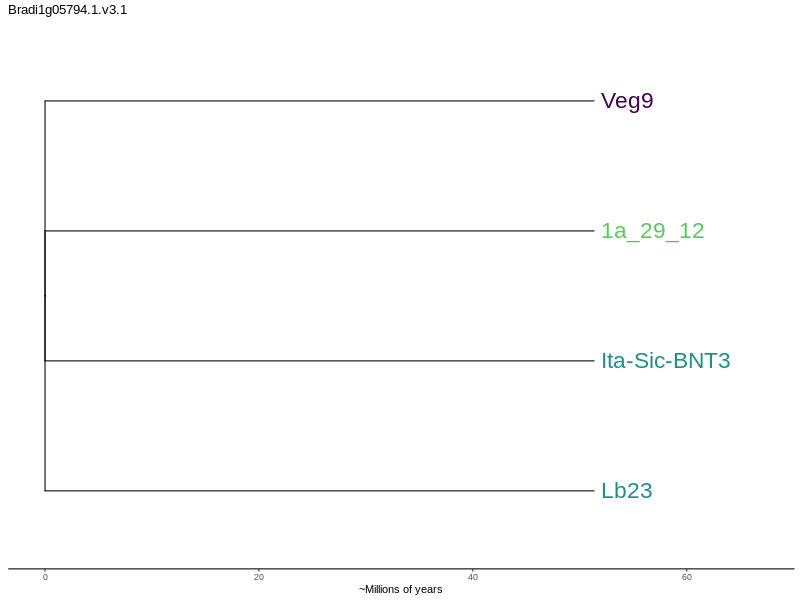 Bradi1g05794.1.v3.1
Veg9
1a_29_12
Ita-Sic-BNT3
Lb23
0 20 40 60
~Millions of years